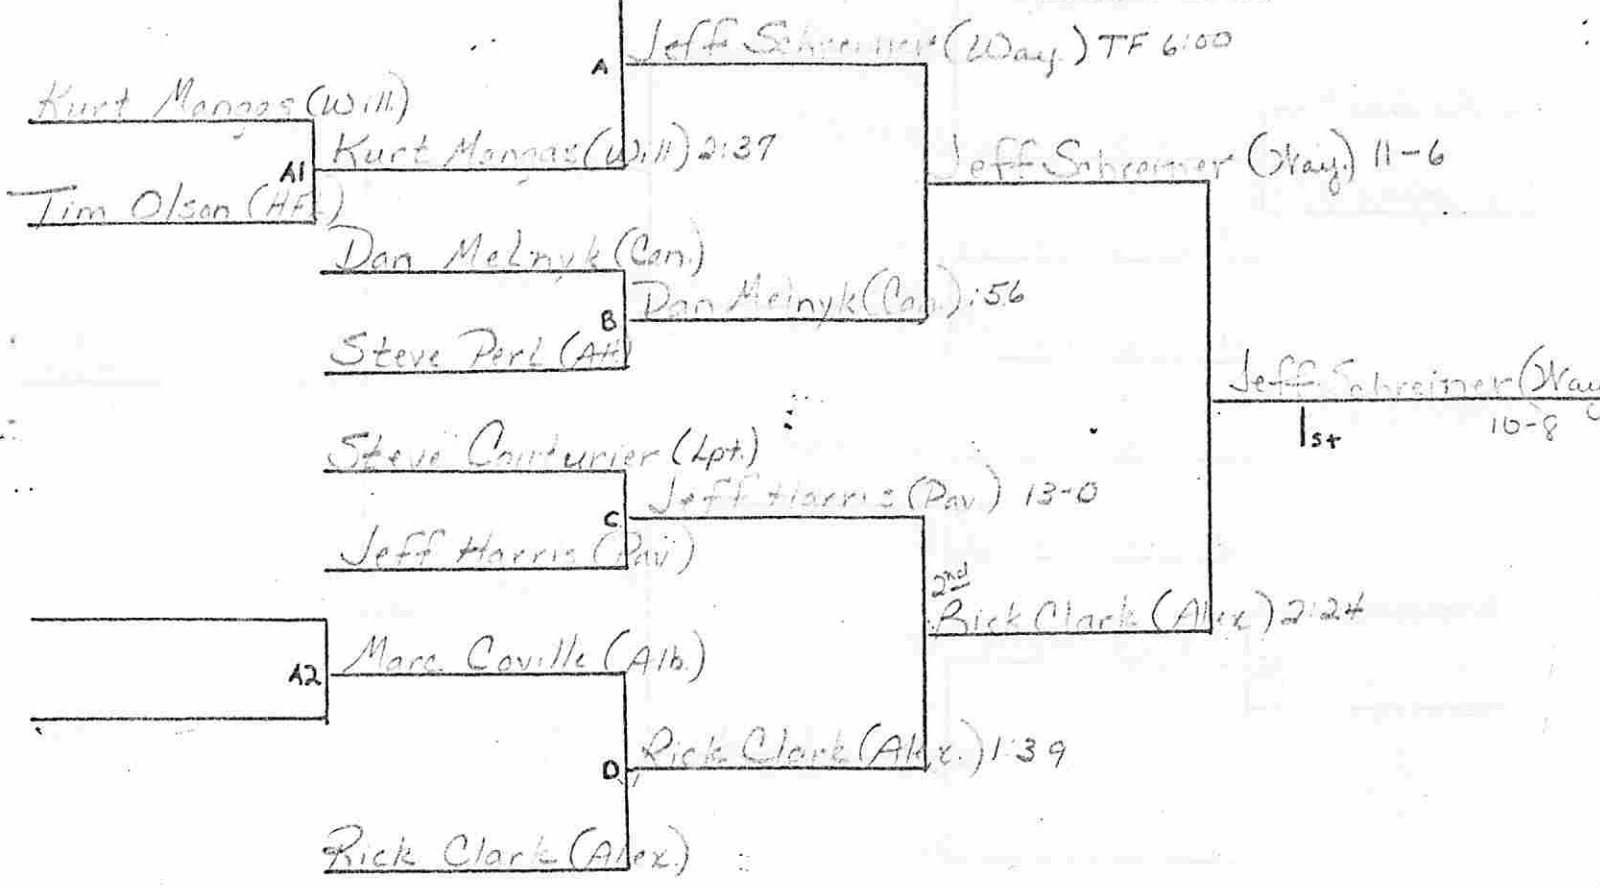 Jeff Schreiner (Way.) TF 6:00
A
Kurt Mangas (Will.)
Kurt Mangas (Will) 2:37
A1
Jeff Schreiner (Way.) 11-6
Tim Olson (AF.)
Dan Melnyk (Can.)
Dan Melnyk (Can.) :56
B
Steve Perl (AH)
Jeff Schreiner (Way
1st
10-8
Steve Couturier (Lpt.)
Jeff Harris (Pav.) 13-0
C
Jeff Harris (Pav)
2nd
Rick Clark (Alex) 2:24
Marc Coville (Alb.)
A2
Rick Clark (Alex.) 1:39
D
Rick Clark (Alex.)